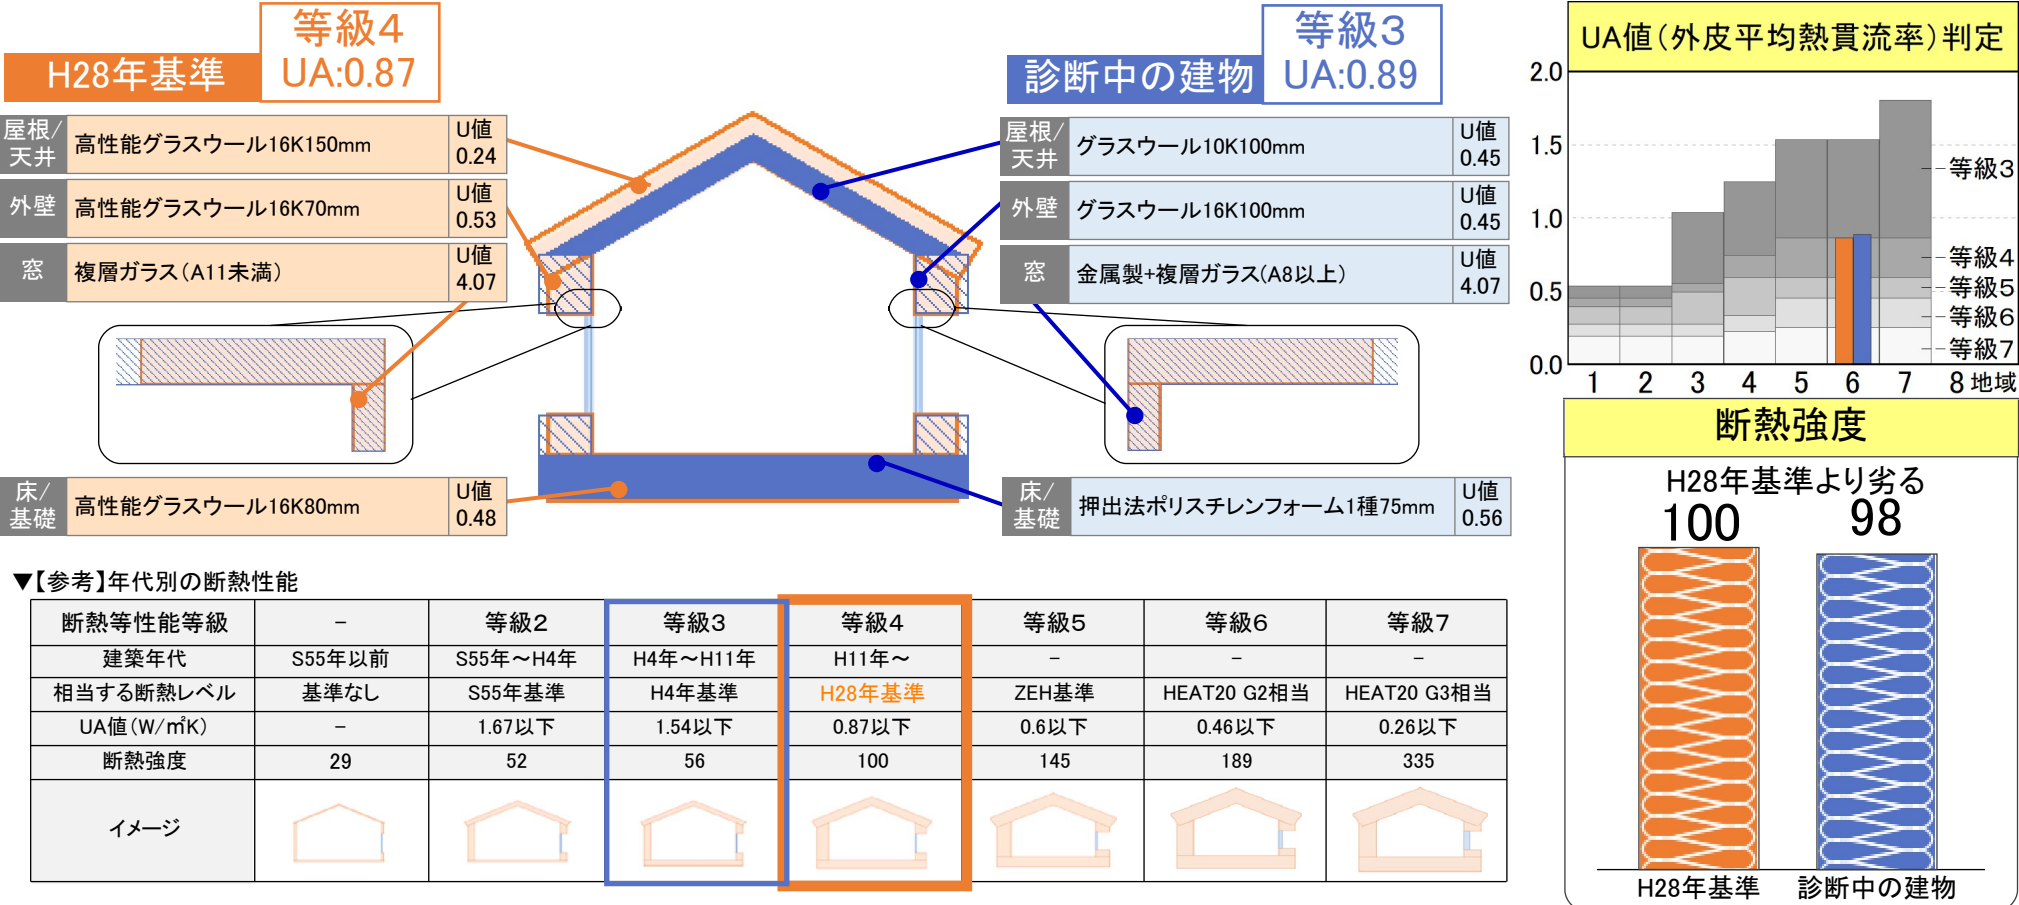 H28年基準
等級4
UA:0.87
屋根/
天井
高性能グラスウール16K150mm
U値
0.24
外壁
高性能グラスウール16K70mm
U値
0.53
窓
複層ガラス(A11未満)
U値
4.07
床/
基礎
高性能グラスウール16K80mm
U値
0.48
診断中の建物
等級3
UA:0.89
屋根/
天井
グラスウール10K100mm
U値
0.45
外壁
グラスウール16K100mm
U値
0.45
窓
金属製+複層ガラス(A8以上)
U値
4.07
床/
基礎
押出法ポリスチレンフォーム1種75mm
U値
0.56
UA値(外皮平均熱貫流率)判定
2.0
1.5
1.0
0.5
0.0
等級3
等級4
等級5
等級6
等級7
1 2 3 4 5 6 7 8 地域
断熱強度
H28年基準より劣る
100 98
H28年基準 診断中の建物
▼【参考】年代別の断熱性能
断熱等性能等級 － 等級2 等級3 等級4 等級5 等級6 等級7
建築年代 S55年以前 S55年～H4年 H4年～H11年 H11年～ － － －
相当する断熱レベル 基準なし S55年基準 H4年基準 H28年基準 ZEH基準 HEAT20 G2相当 HEAT20 G3相当
UA値(W/㎡K) － 1.67以下 1.54以下 0.87以下 0.6以下 0.46以下 0.26以下
断熱強度 29 52 56 100 145 189 335
イメージ